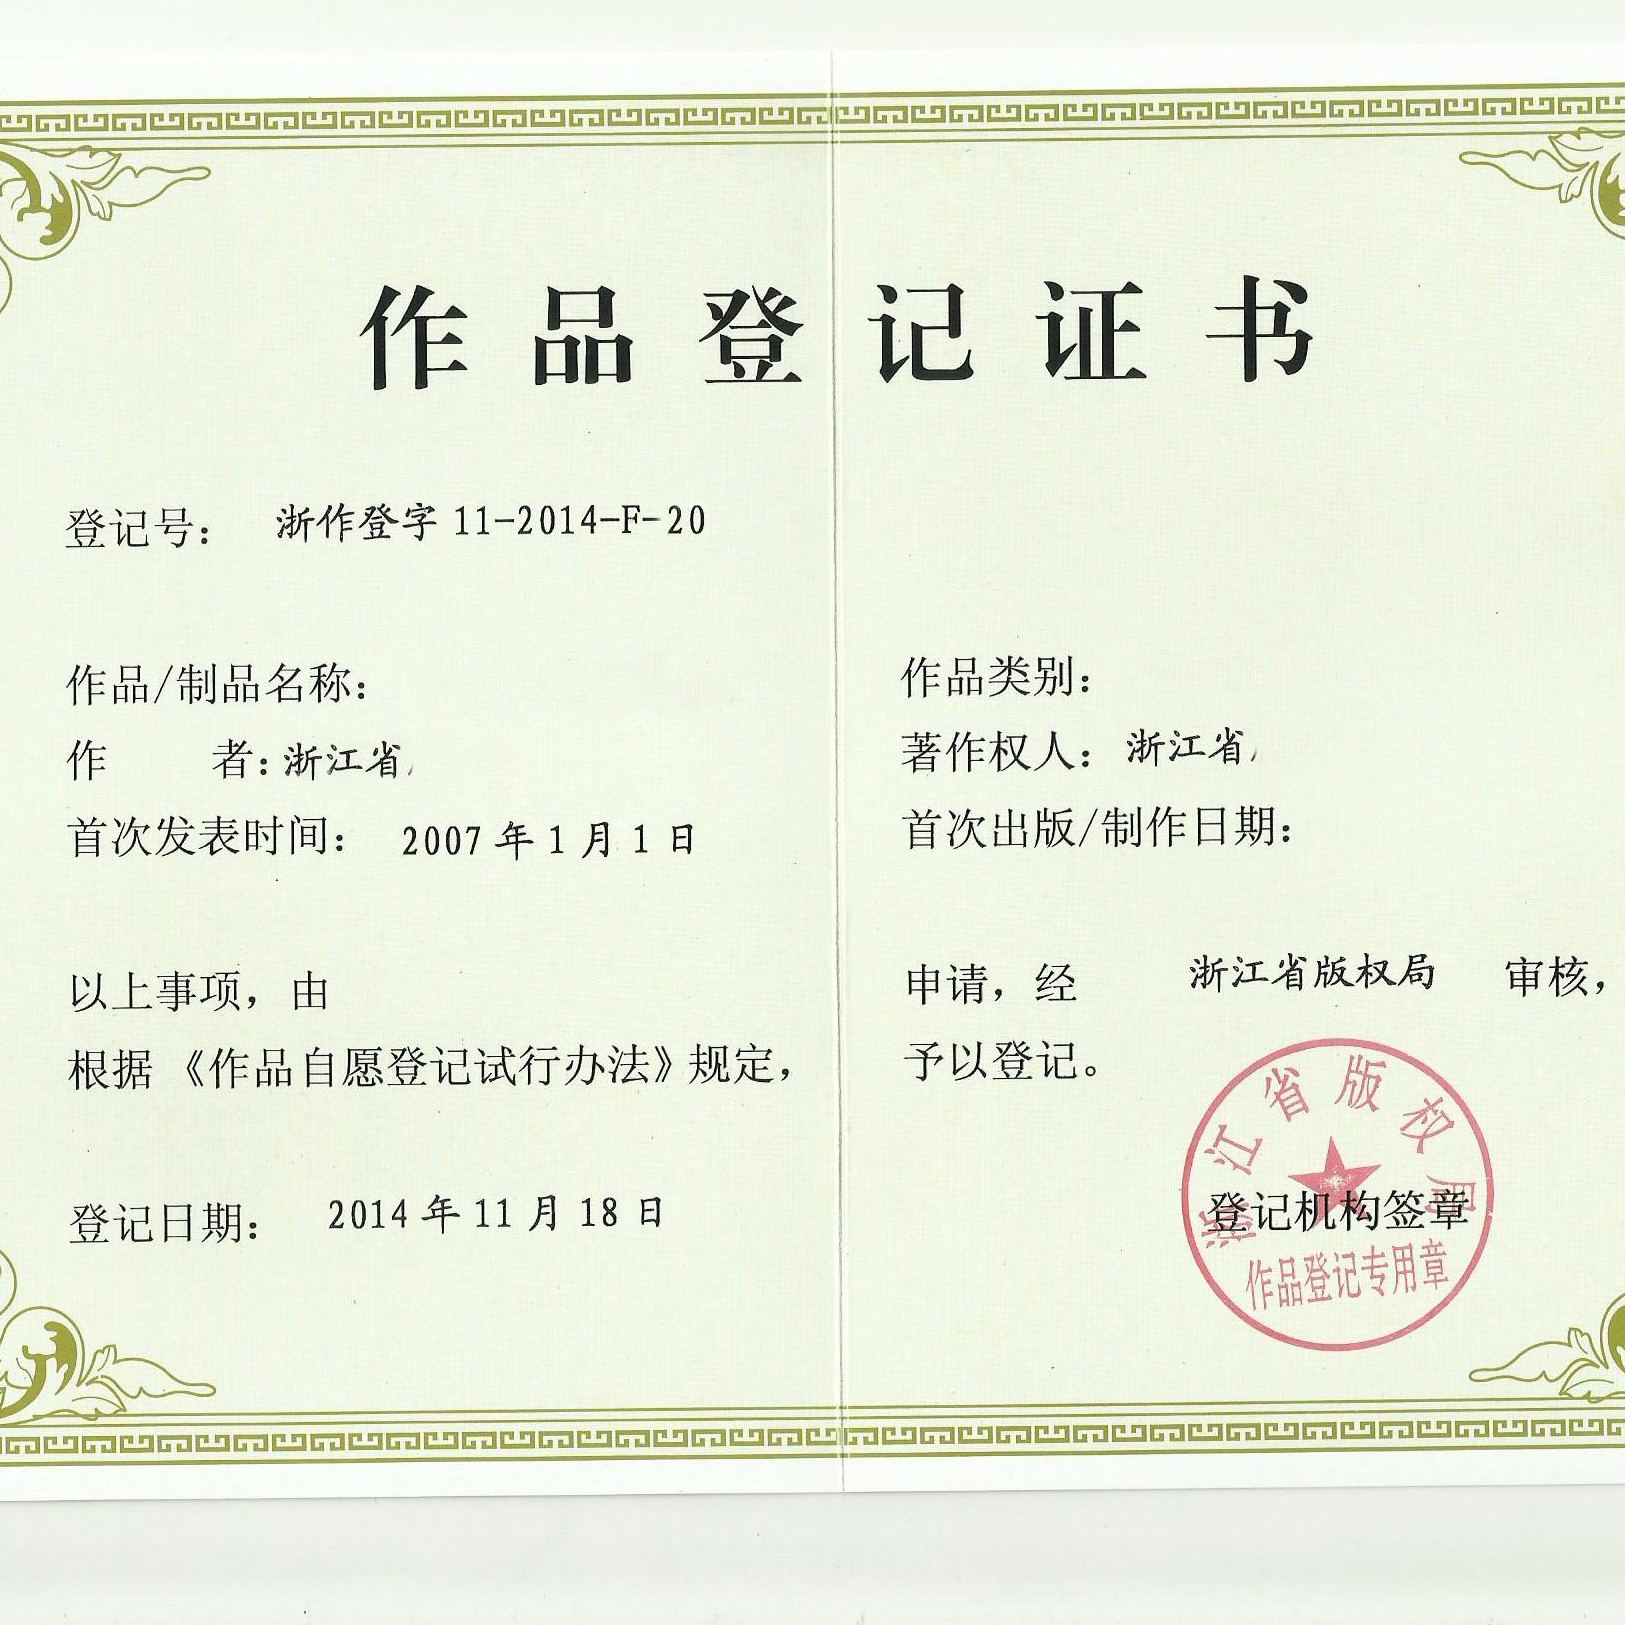 作品登记证书
登记号： 浙作登字 11-2014-F-20
作品/制品名称：
作 者：浙江省
首次发表时间： 2007 年 1 月 1 日
以上事项，由
根据《作品自愿登记试行办法》规定，
登记日期： 2014 年 11 月 18 日
作品类别：
著作权人： 浙江省
首次出版/制作日期：
申请，经 浙江省版权局 审核，
予以登记。
浙江省版权局
登记机构签章
作品登记专用章